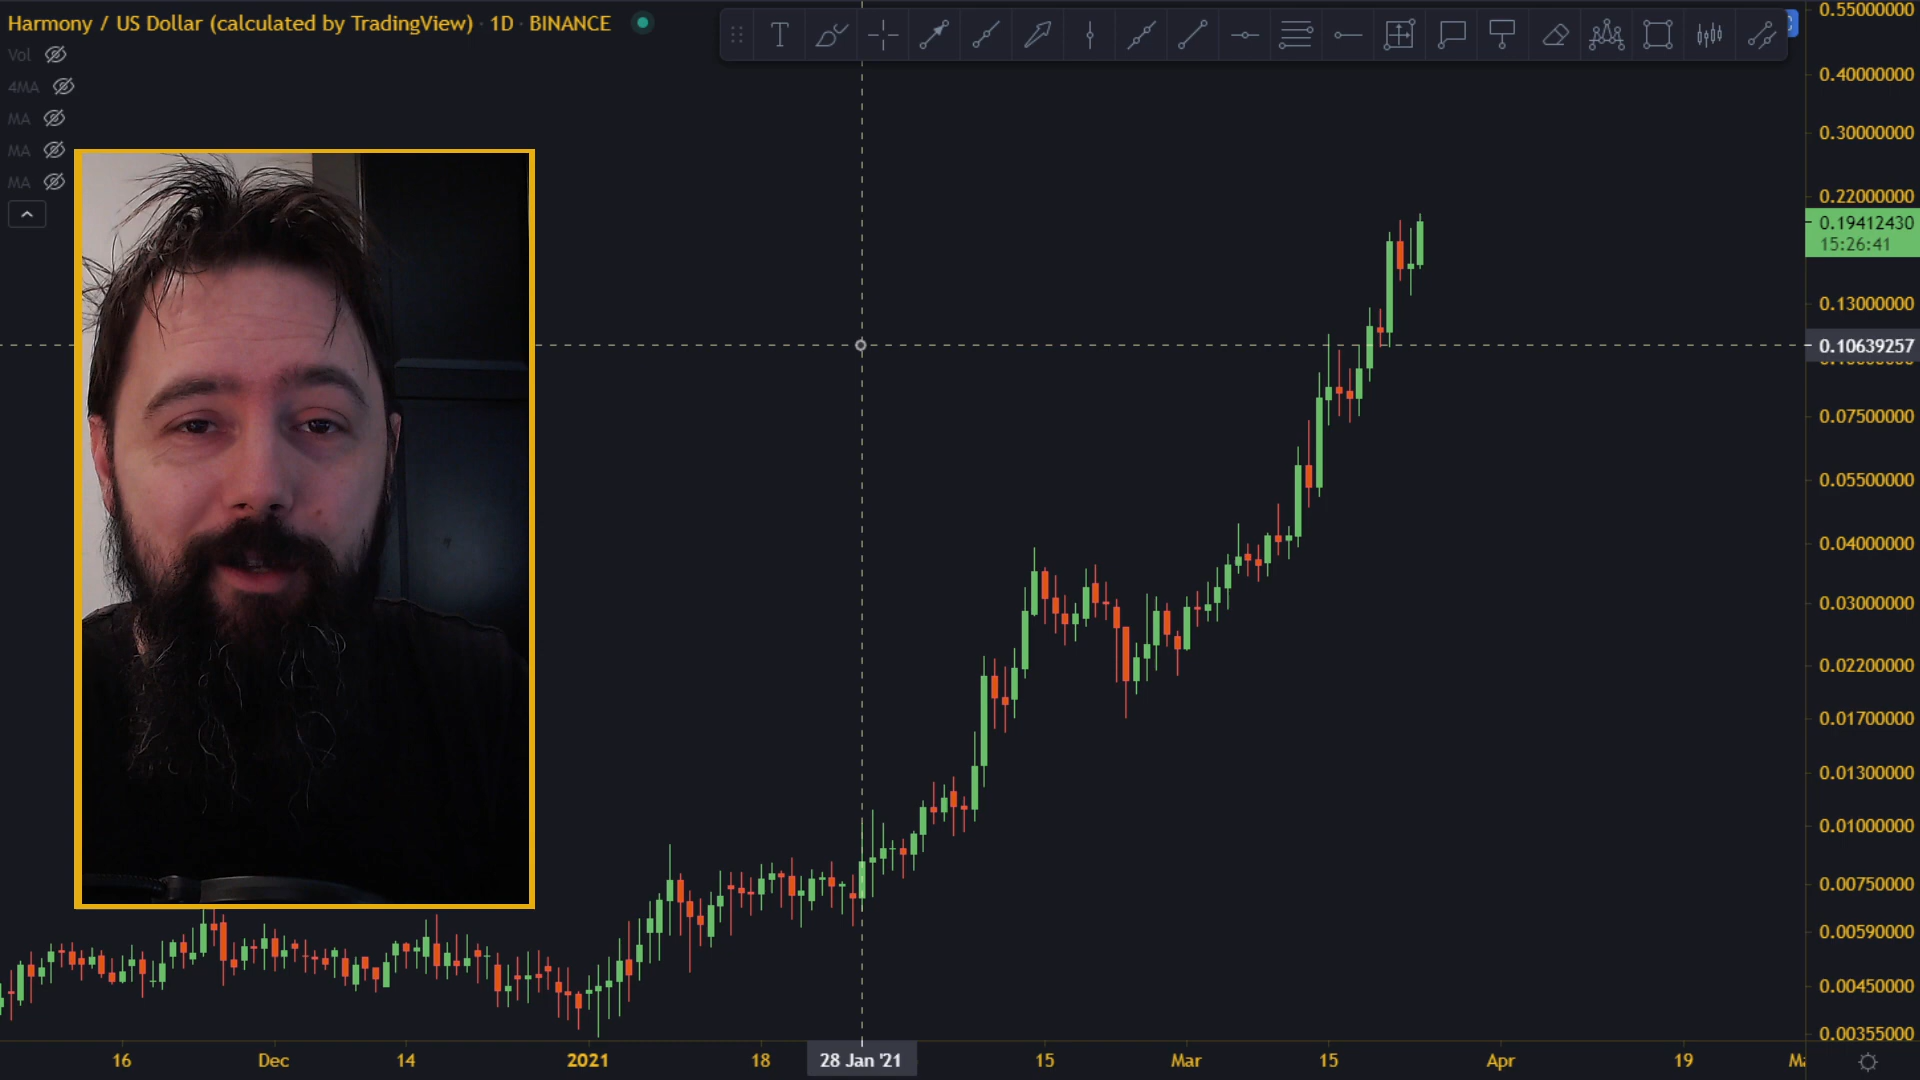 Harmony / US Dollar (calculated by TradingView) · 1D · BINANCE
Vol
4MA
MA
MA
MA
T
0.55000000
0.40000000
0.30000000
0.22000000
0.19412430
15:26:41
0.13000000
0.10639257
0.07500000
0.05500000
0.04000000
0.03000000
0.02200000
0.01700000
0.01300000
0.01000000
0.00750000
0.00590000
0.00450000
0.00355000
16 Dec 14 2021 18 28 Jan '21 15 Mar 15 Apr 19